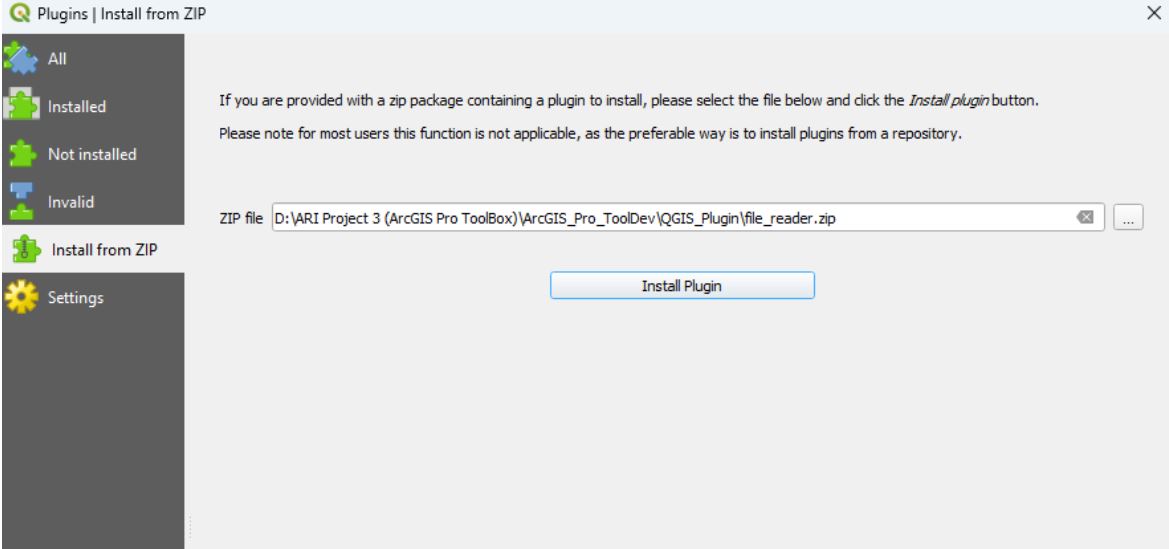 Plugins | Install from ZIP
All
Installed
Not installed
Invalid
Install from ZIP
Settings
If you are provided with a zip package containing a plugin to install, please select the file below and click the Install plugin button.
Please note for most users this function is not applicable, as the preferable way is to install plugins from a repository.
ZIP file D:\ARI Project 3 (ArcGIS Pro ToolBox)\ArcGIS_Pro_ToolDev\QGIS_Plugin\file_reader.zip ...
Install Plugin